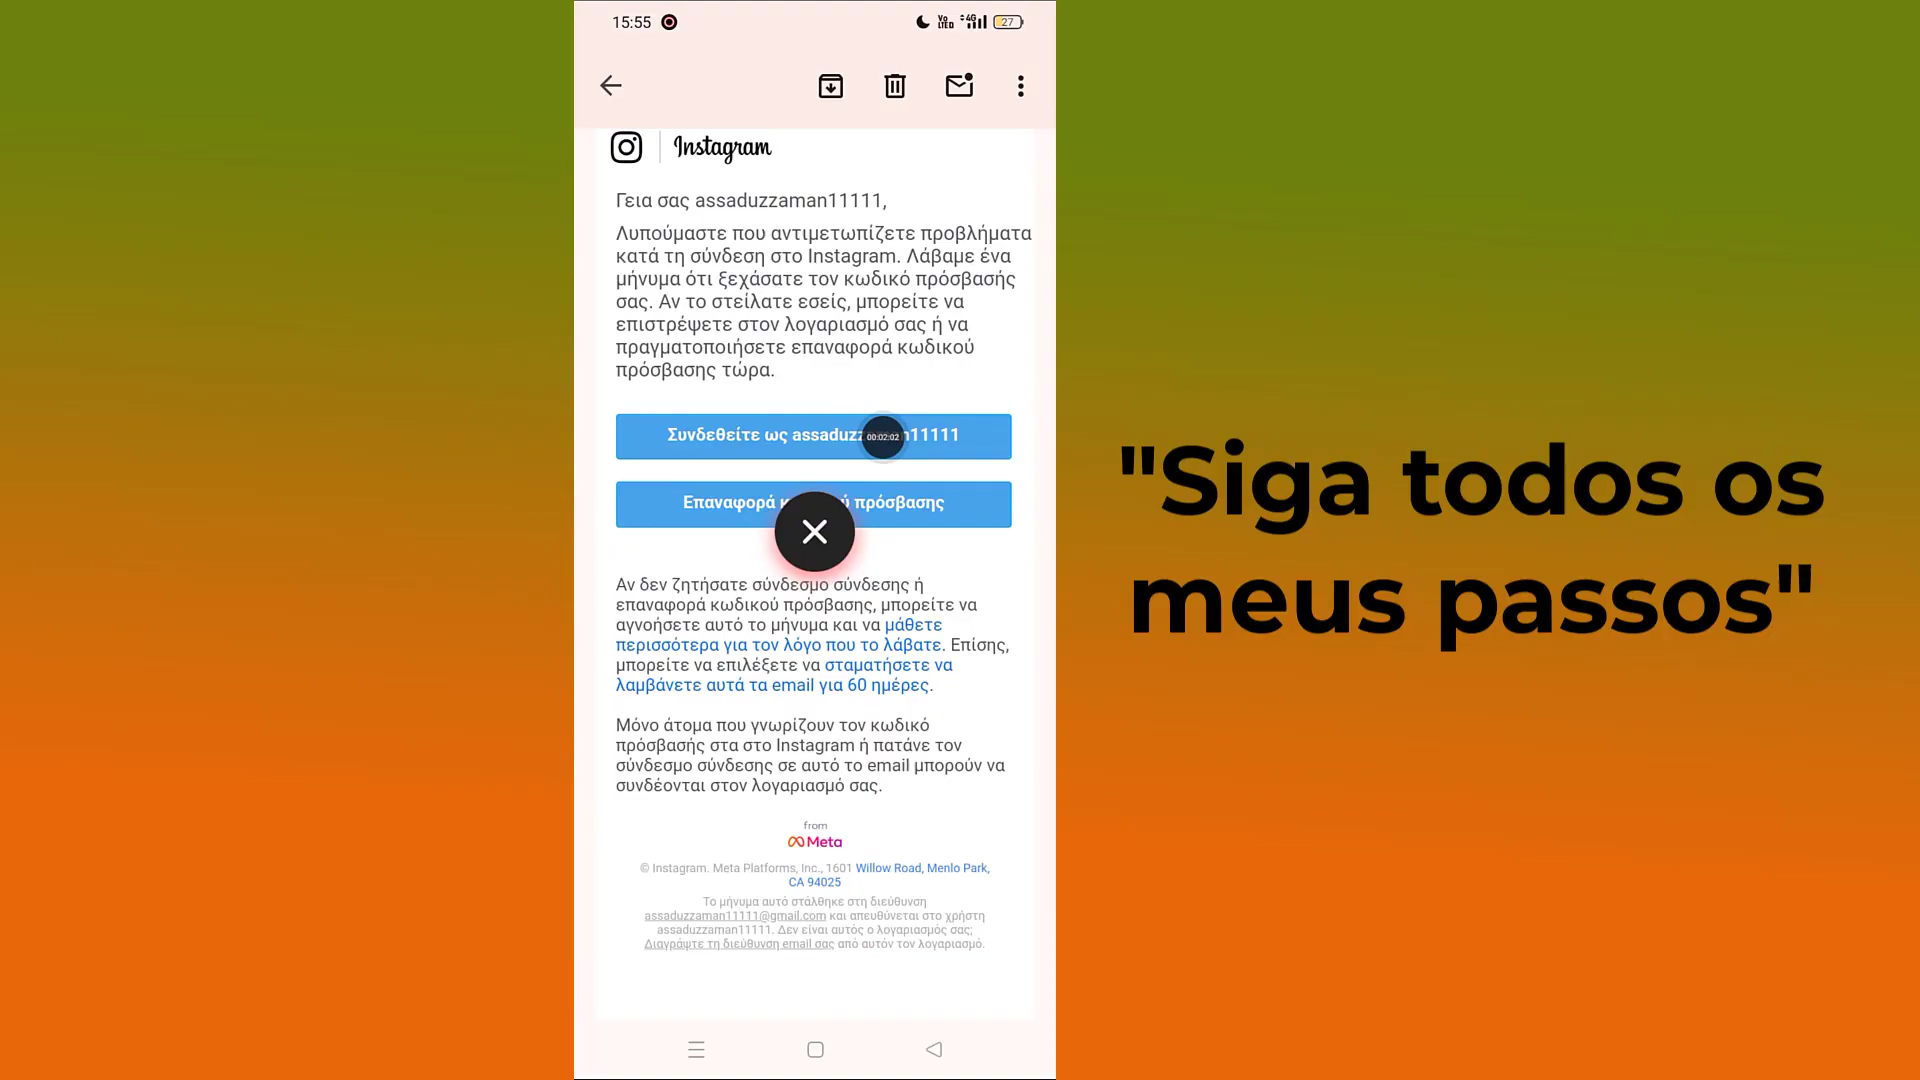 15:55
Vo LTED 4G 27
Instagram
Γεια σας assaduzzaman11111,
Λυπούμαστε που αντιμετωπίζετε προβλήματα
κατά τη σύνδεση στο Instagram. Λάβαμε ένα
μήνυμα ότι ξεχάσατε τον κωδικό πρόσβασής
σας. Αν το στείλατε εσείς, μπορείτε να
επιστρέψετε στον λογαριασμό σας ή να
πραγματοποιήσετε επαναφορά κωδικού
πρόσβασης τώρα.
Συνδεθείτε ως
00:02:02
Επαναφορά πρόσβασης
Αν δεν ζητήσατε σύνδεσμο σύνδεσης ή
επαναφορά κωδικού πρόσβασης, μπορείτε να
αγνοήσετε αυτό το μήνυμα και να μάθετε
περισσότερα για τον λόγο που το λάβατε. Επίσης,
μπορείτε να επιλέξετε να σταματήσετε να
λαμβάνετε αυτά τα email για 60 ημέρες.
Μόνο άτομα που γνωρίζουν τον κωδικό
πρόσβασής στα στο Instagram ή πατάνε τον
σύνδεσμο σύνδεσης σε αυτό το email μπορούν να
συνδέονται στον λογαριασμό σας.
from
Meta
© Instagram. Meta Platforms, Inc., 1601 Willow Road, Menlo Park,
CA 94025
Το μήνυμα αυτό στάλθηκε στη διεύθυνση
assaduzzaman11111@gmail.com και απευθύνεται στο χρήστη
assaduzzaman11111. Δεν είναι αυτός ο λογαριασμός σας;
Διαγράψτε τη διεύθυνση email σας από αυτόν τον λογαριασμό.
"Siga todos os
meus passos"